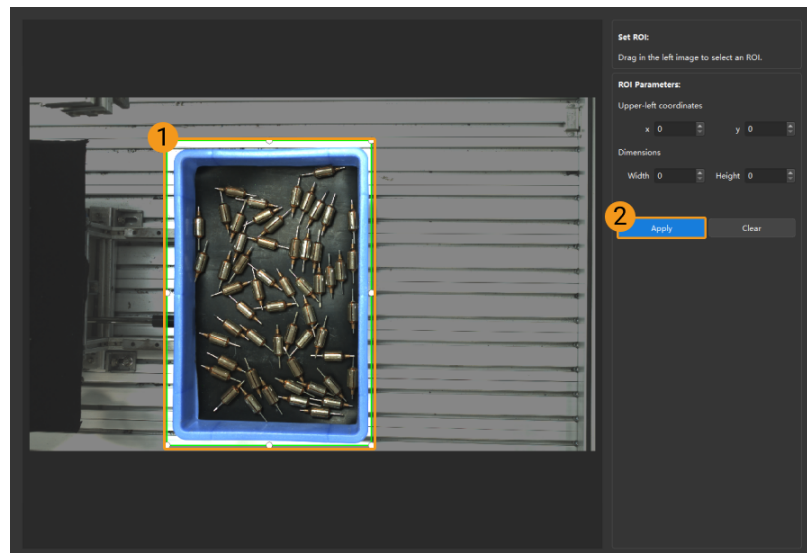 Set ROI:
Drag in the left image to select an ROI.
ROI Parameters:
Upper-left coordinates
x 0 y 0
Dimensions
Width 0 Height 0
1
2
Apply Clear